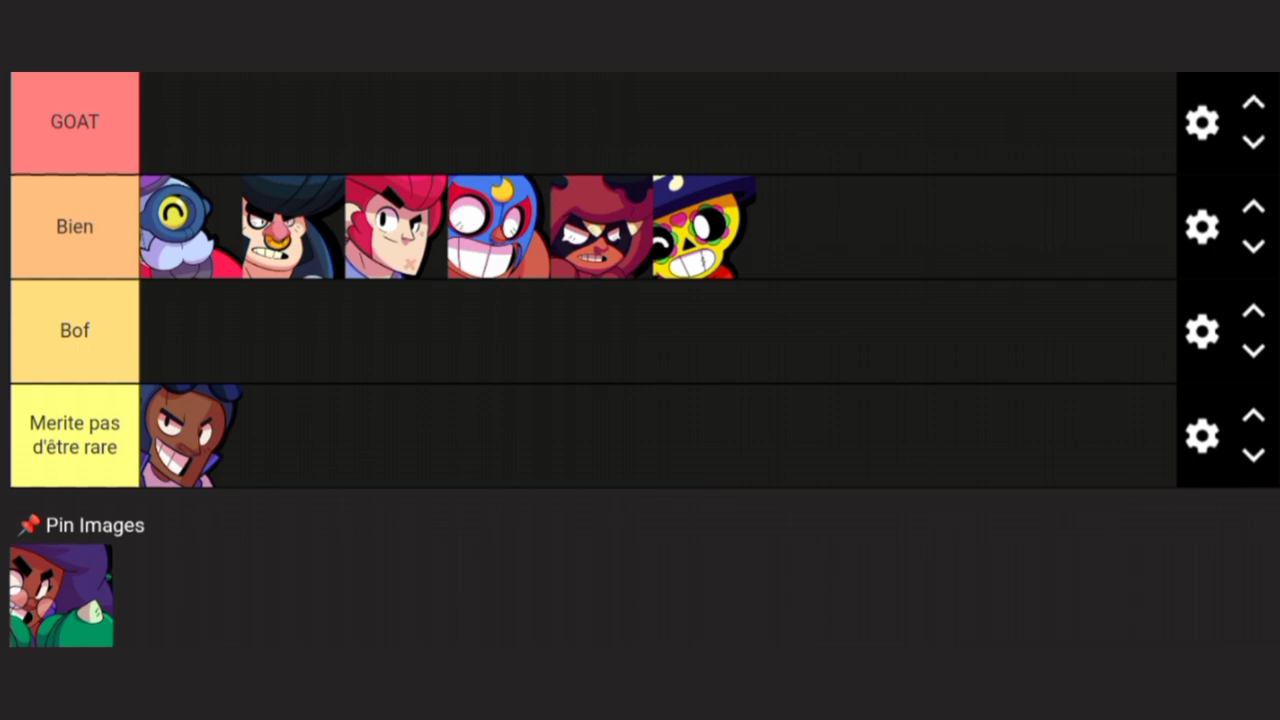 GOAT
Bien
Bof
Merite pas
d'être rare
📌 Pin Images